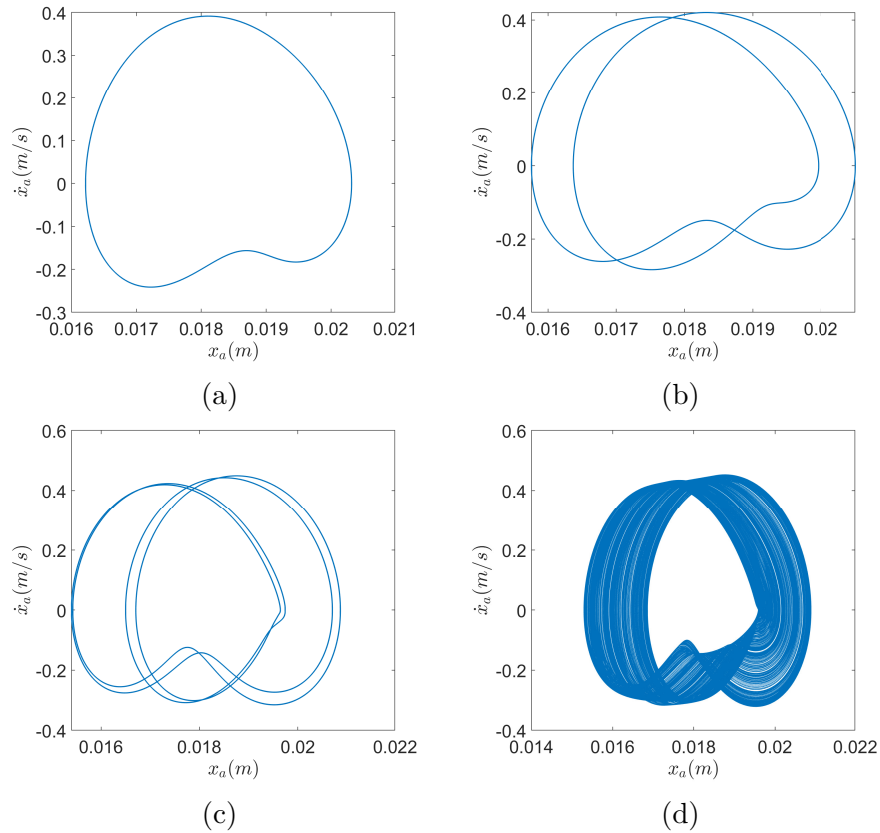 0.4
0.3
0.2
0.1
0
-0.1
-0.2
-0.3
ẋₐ(m/s)
0.016 0.017 0.018 0.019 0.02 0.021
xₐ(m)
(a)
0.4
0.2
0
-0.2
-0.4
ẋₐ(m/s)
0.016 0.017 0.018 0.019 0.02
xₐ(m)
(b)
0.6
0.4
0.2
0
-0.2
-0.4
ẋₐ(m/s)
0.016 0.018 0.02 0.022
xₐ(m)
(c)
0.6
0.4
0.2
0
-0.2
-0.4
ẋₐ(m/s)
0.014 0.016 0.018 0.02 0.022
xₐ(m)
(d)